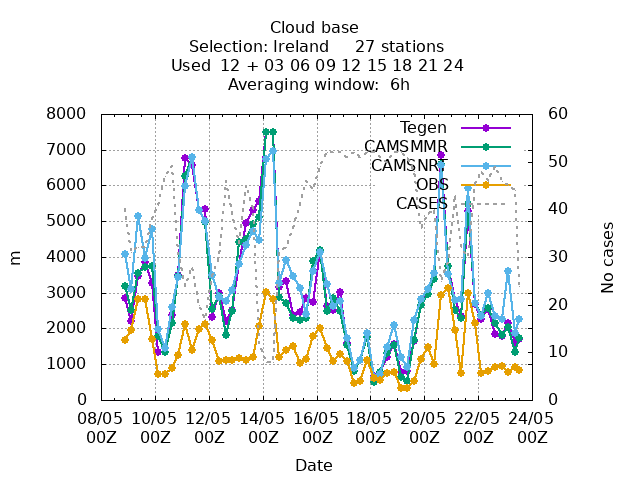 Cloud base
Selection: Ireland 27 stations
Used 12 + 03 06 09 12 15 18 21 24
Averaging window: 6h
8000
7000
6000
5000
4000
3000
2000
1000
0
m
60
50
40
30
20
10
0
No cases
Tegen
CAMSMMR
CAMSNRT
OBS
CASES
08/05 10/05 12/05 14/05 16/05 18/05 20/05 22/05 24/05
00Z 00Z 00Z 00Z 00Z 00Z 00Z 00Z 00Z
Date